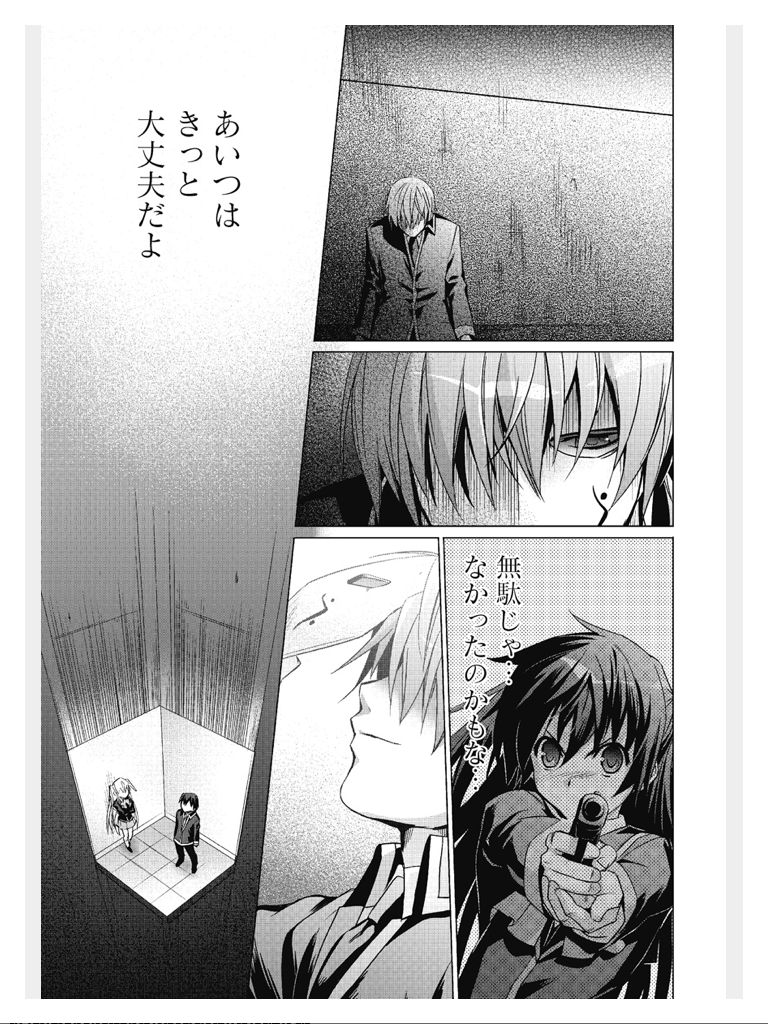 無駄じゃ…
なかったのかもな…
あいつは
きっと
大丈夫だよ